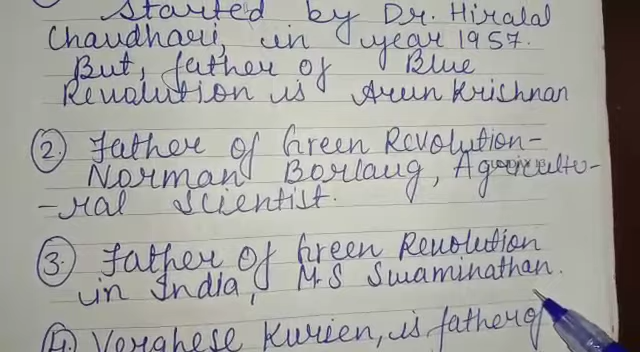 Started by Dr. Hiralal
Chaudhari, in year 1957.
But, father of Blue
Revolution is Arun Krishnan
2. Father of Green Revolution-
Norman Borlaug, Agricultu-
-ral Scientist.
3. Father of Green Revolution
in India, M.S Swaminathan.
4. Verghese Kurien, is father of